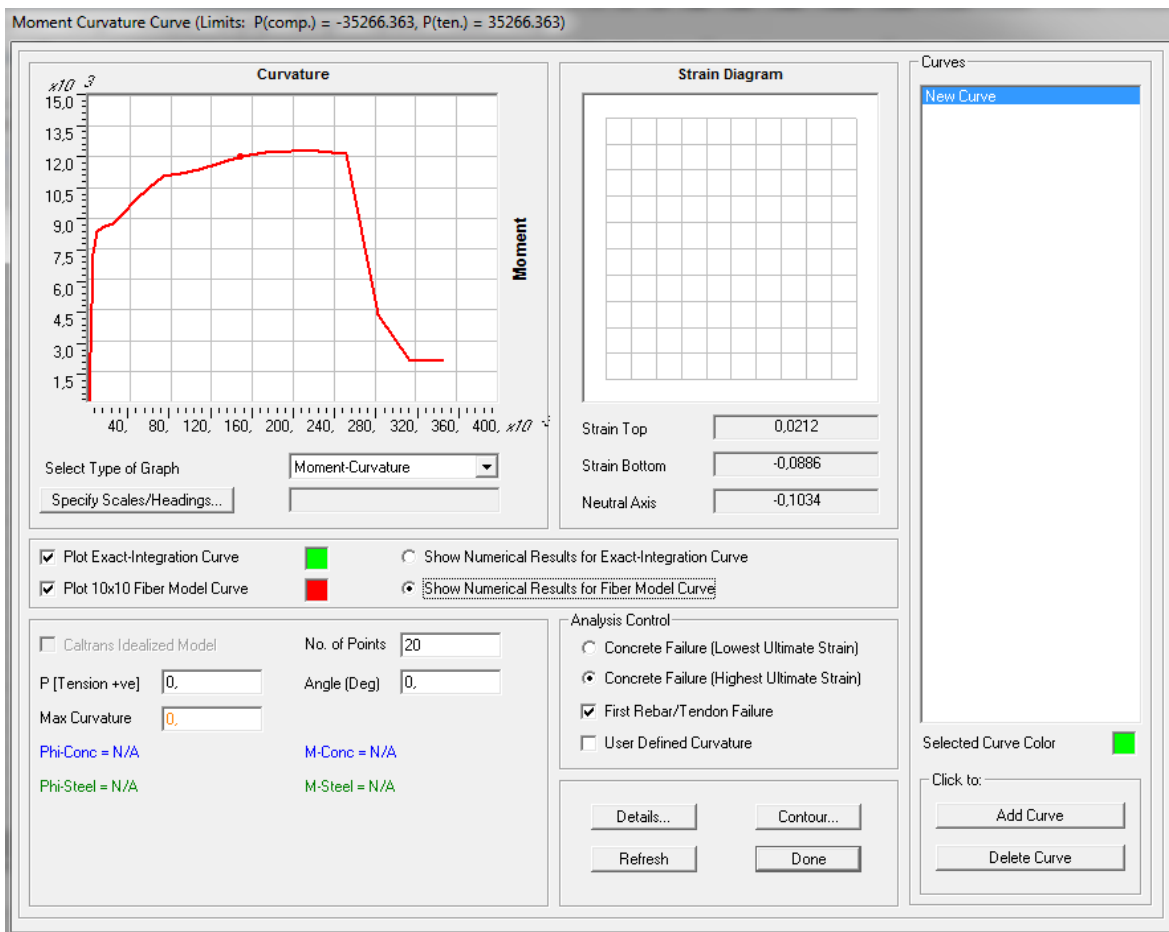 Moment Curvature Curve (Limits: P(comp.) = -35266.363, P(ten.) = 35266.363)
Curvature
x10 3
15,0
13,5
12,0
10,5
9,0
7,5
6,0
4,5
3,0
1,5
Moment
40, 80, 120, 160, 200, 240, 280, 320, 360, 400, x10 -3
Select Type of Graph
Moment-Curvature
Specify Scales/Headings...
Strain Diagram
Strain Top
0,0212
Strain Bottom
-0,0886
Neutral Axis
-0,1034
Plot Exact-Integration Curve
Show Numerical Results for Exact-Integration Curve
Plot 10x10 Fiber Model Curve
Show Numerical Results for Fiber Model Curve
Caltrans Idealized Model
No. of Points
20
P [Tension +ve]
0,
Angle (Deg)
0,
Max Curvature
0,
Phi-Conc = N/A
M-Conc = N/A
Phi-Steel = N/A
M-Steel = N/A
Analysis Control
Concrete Failure (Lowest Ultimate Strain)
Concrete Failure (Highest Ultimate Strain)
First Rebar/Tendon Failure
User Defined Curvature
Details...
Contour...
Refresh
Done
Curves
New Curve
Selected Curve Color
Click to:
Add Curve
Delete Curve